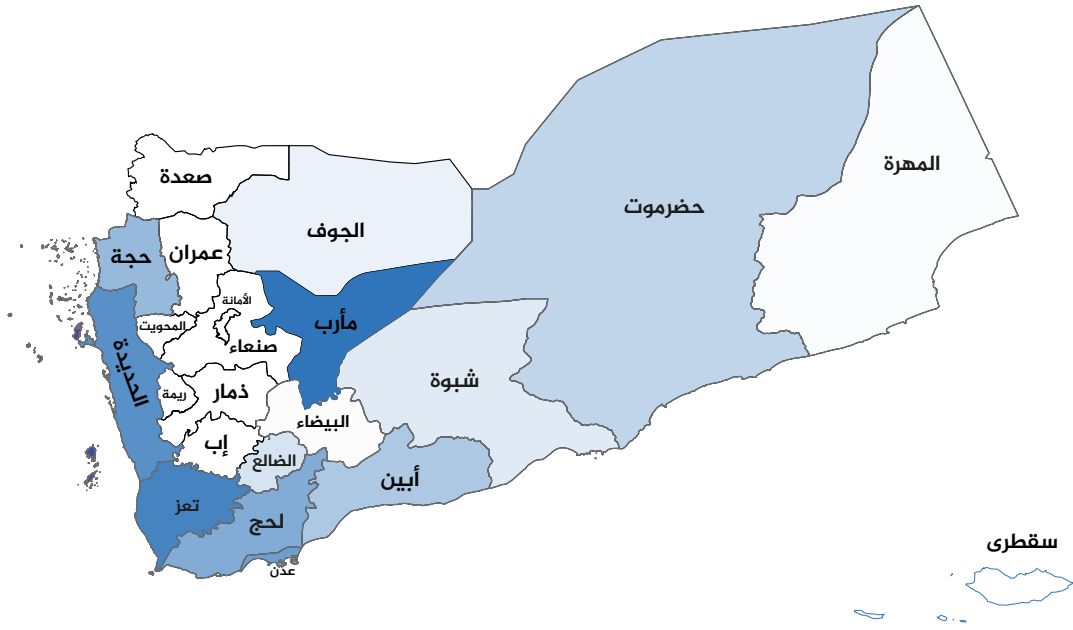 المهرة
صعدة
حضرموت
الجوف
عمران
حجة
الأمانة
مأرب
المحويت
صنعاء
الحديدة
شبوة
ذمار
ريمة
البيضاء
إب
الضالع
أبين
تعز
لحج
سقطرى
عدن